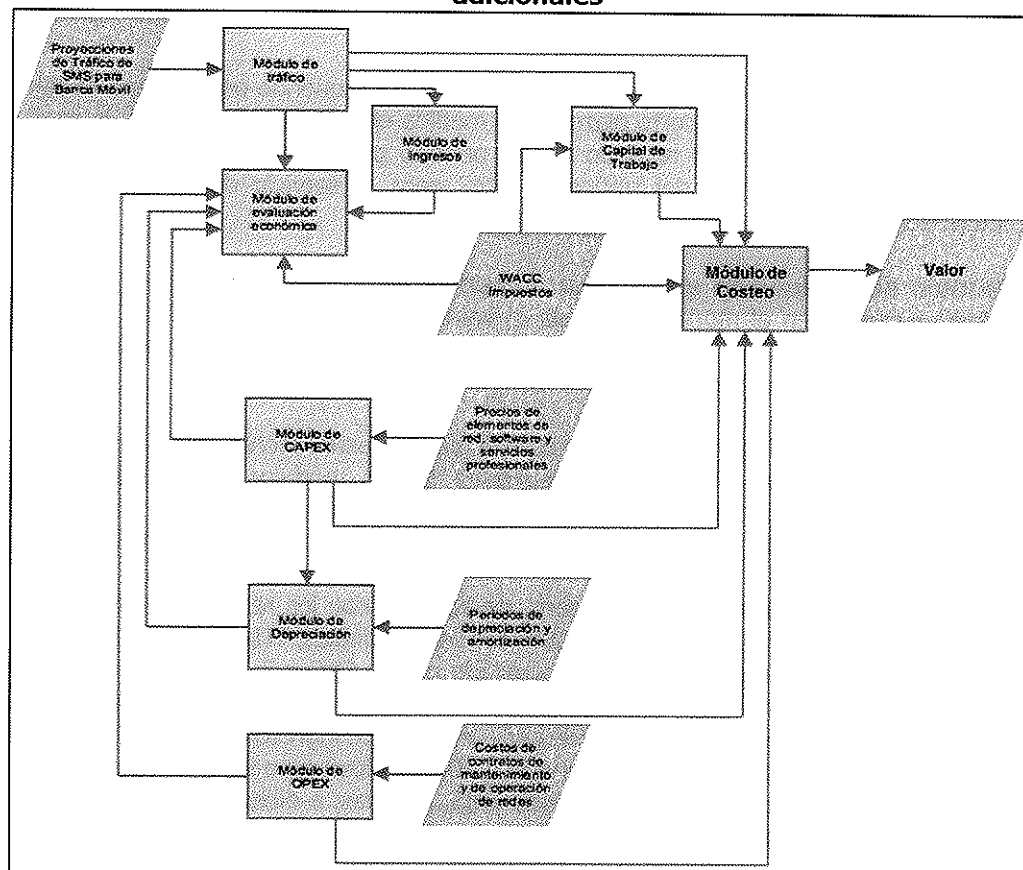 adicionales
Proyecciones
de Tráfico de
SMS para
Banca Móvil
Módulo de
tráfico
Módulo de
Ingresos
Módulo de
Capital de
Trabajo
Módulo de
evaluación
económica
WACC
Impuestos
Módulo de
Costeo
Valor
Módulo de
CAPEX
Precios de
elementos de
red, software y
servicios
profesionales
Módulo de
Depreciación
Períodos de
depreciación y
amortización
Módulo de
OPEX
Costos de
contratos de
mantenimiento
y de operación
de redes